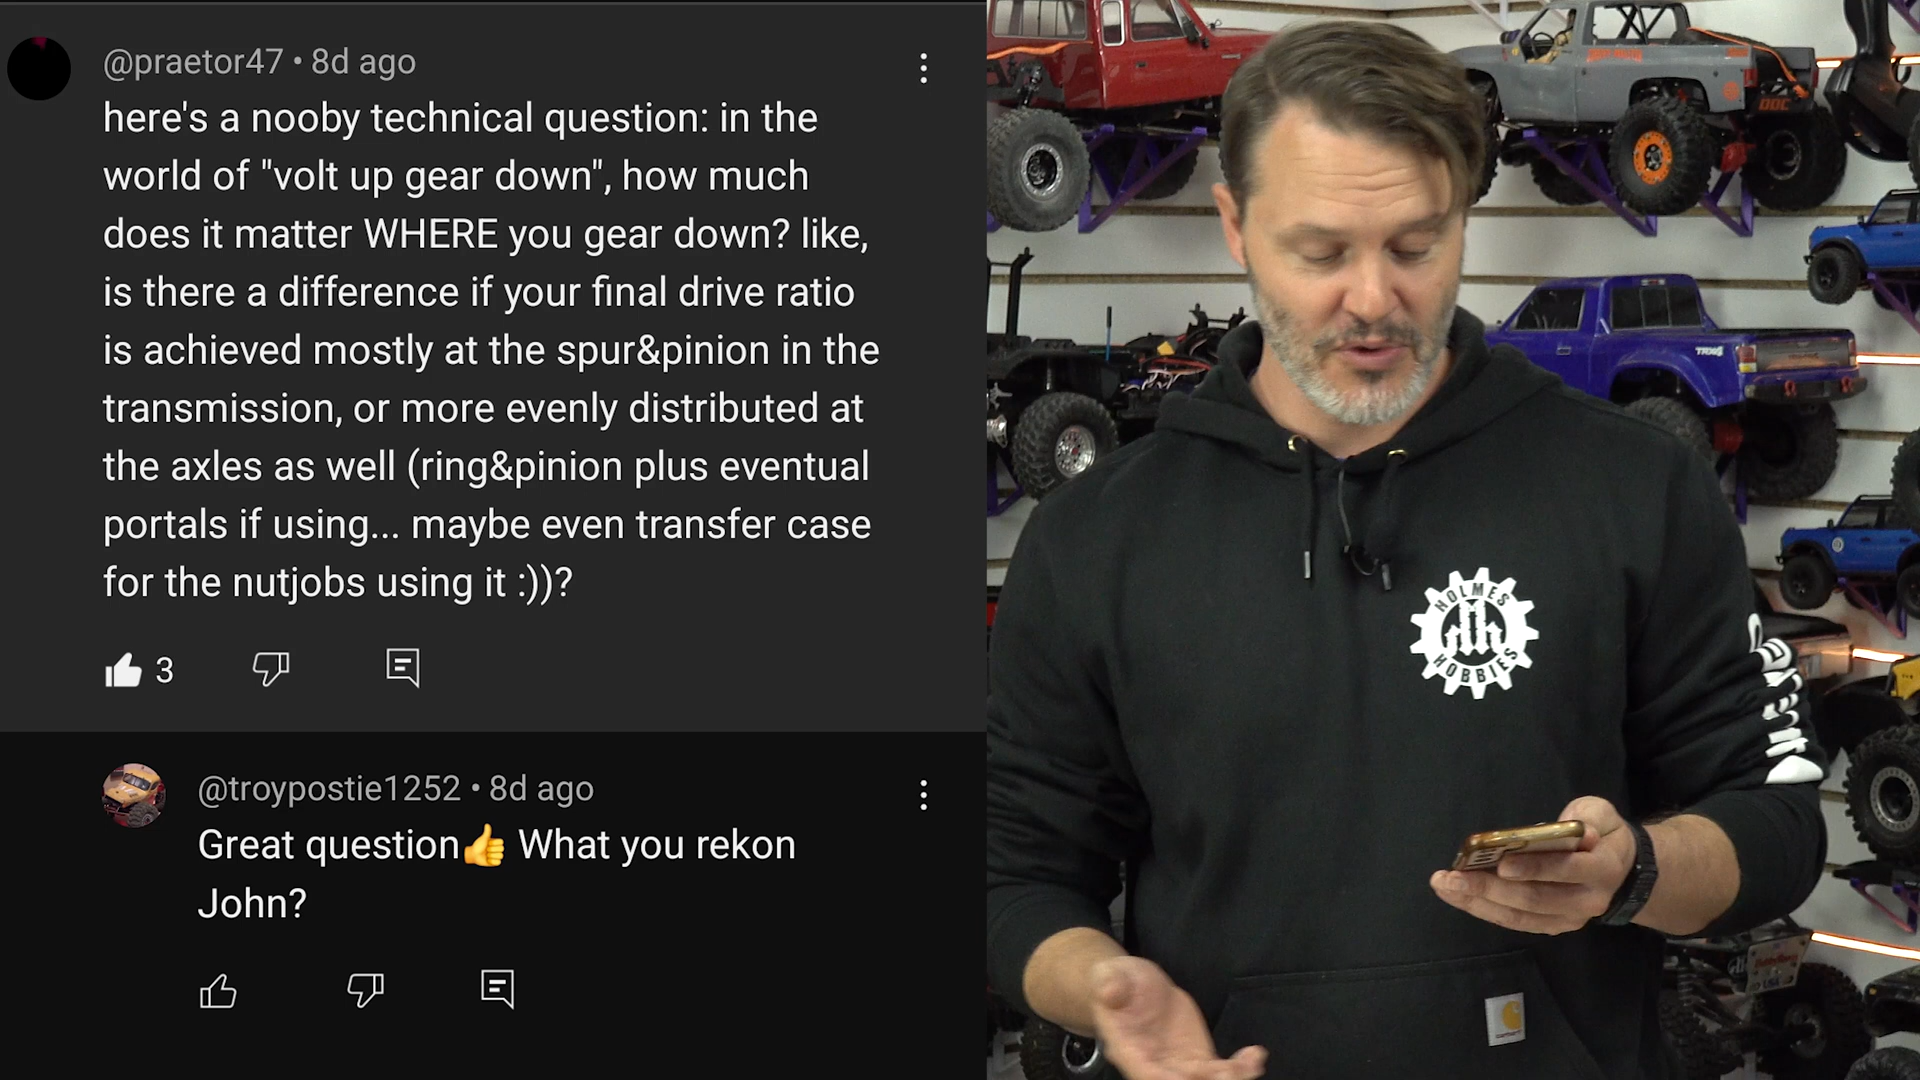 @praetor47 • 8d ago
here's a nooby technical question: in the
world of "volt up gear down", how much
does it matter WHERE you gear down? like,
is there a difference if your final drive ratio
is achieved mostly at the spur&pinion in the
transmission, or more evenly distributed at
the axles as well (ring&pinion plus eventual
portals if using... maybe even transfer case
for the nutjobs using it :))?
3
@troypostie1252 • 8d ago
Great question👍 What you rekon
John?
HOLMES
hh
HOBBIES
carhartt
TRX4